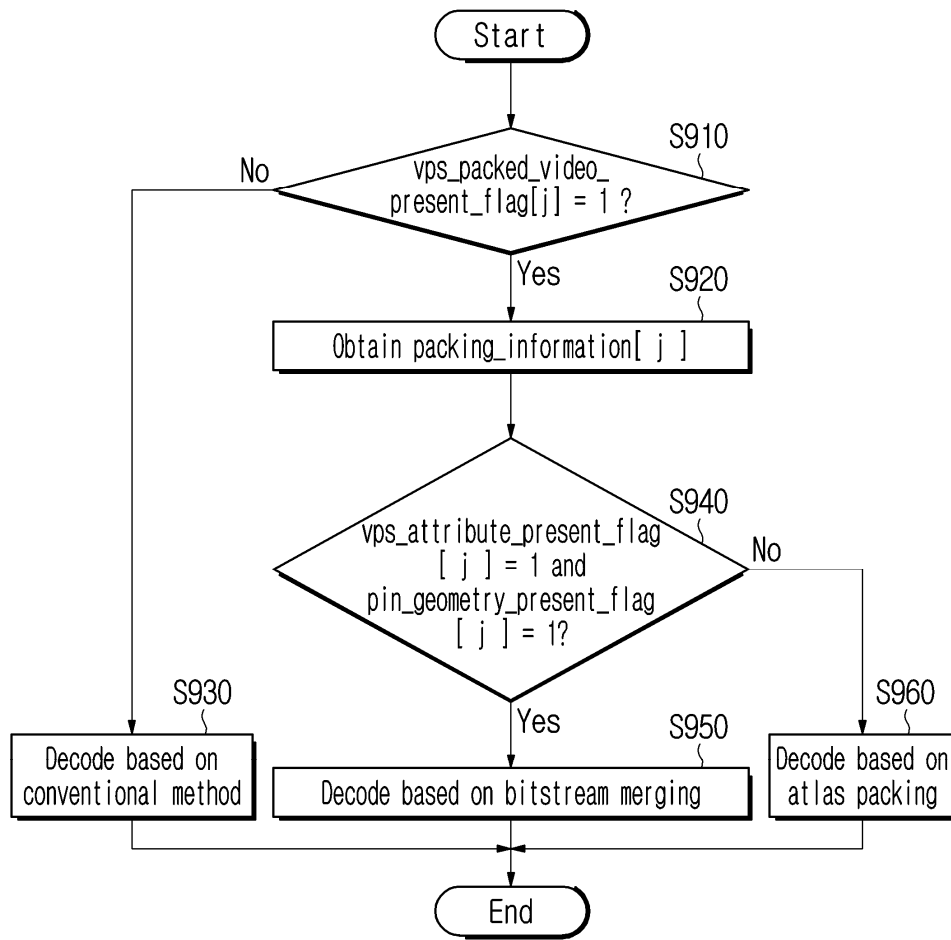 Start
S910
No
vps_packed_video_
present_flag[j] = 1 ?
Yes
S920
Obtain packing_information[ j ]
S940
vps_attribute_present_flag
[ j ] = 1 and
pin_geometry_present_flag
[ j ] = 1?
No
Yes
S930
Decode based on
conventional method
S950
Decode based on bitstream merging
S960
Decode based on
atlas packing
End